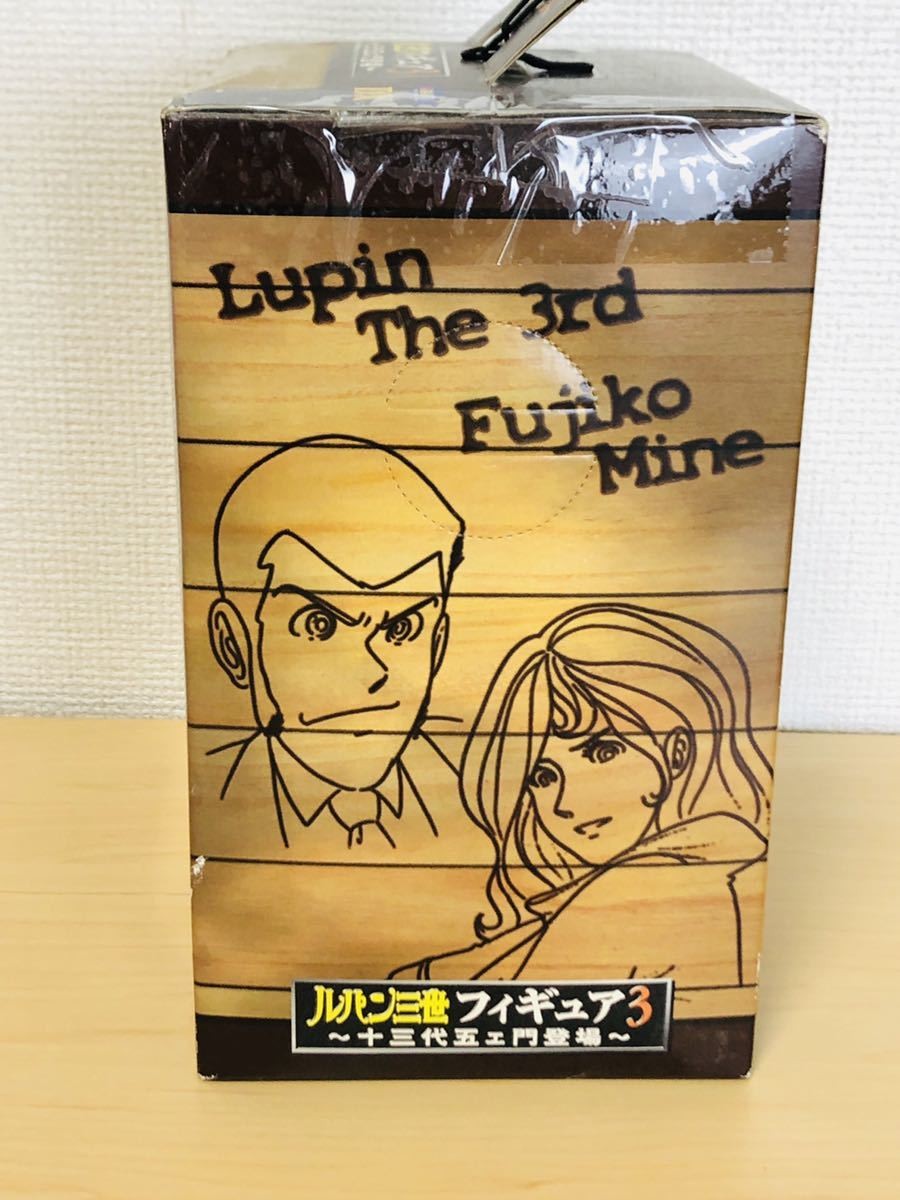 Lupin
The 3rd
Fujiko
Mine
ルパン三世 フィギュア3
～十三代五ェ門登場～